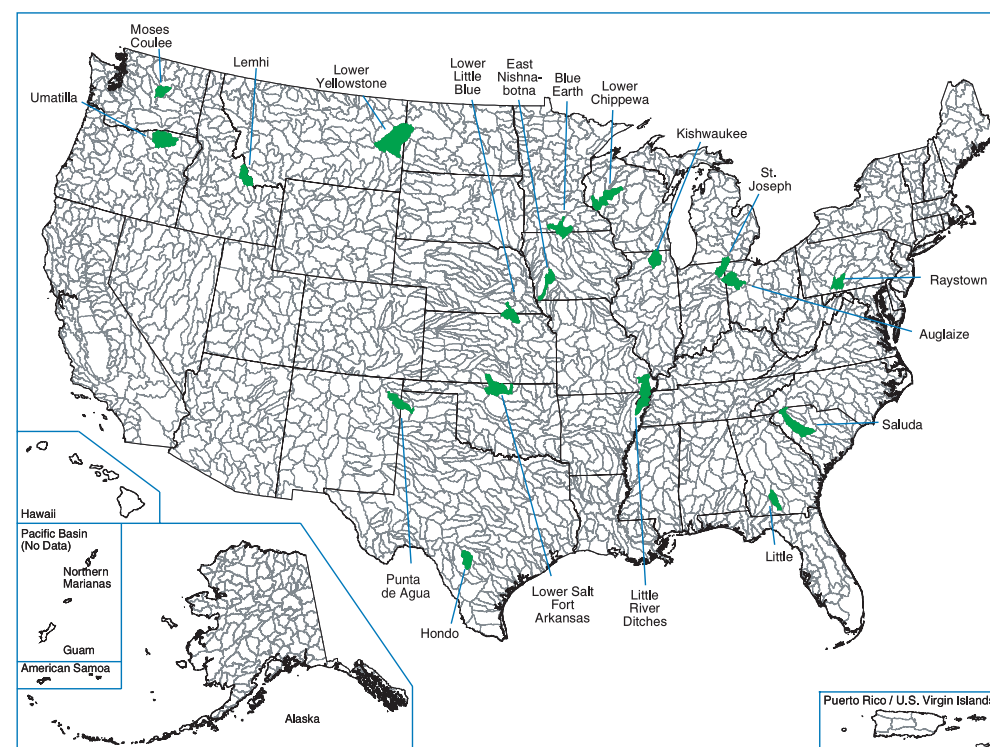 Moses
Coulee
Umatilla
Lemhi
Lower
Yellowstone
Lower
Little
Blue
East
Nishna-
botna
Blue
Earth
Lower
Chippewa
Kishwaukee
St.
Joseph
Raystown
Auglaize
Saluda
Little
Little
River
Ditches
Lower Salt
Fort
Arkansas
Punta
de Agua
Hondo
Hawaii
Pacific Basin
(No Data)
Northern
Marianas
Guam
American Samoa
Alaska
Puerto Rico / U.S. Virgin Islands